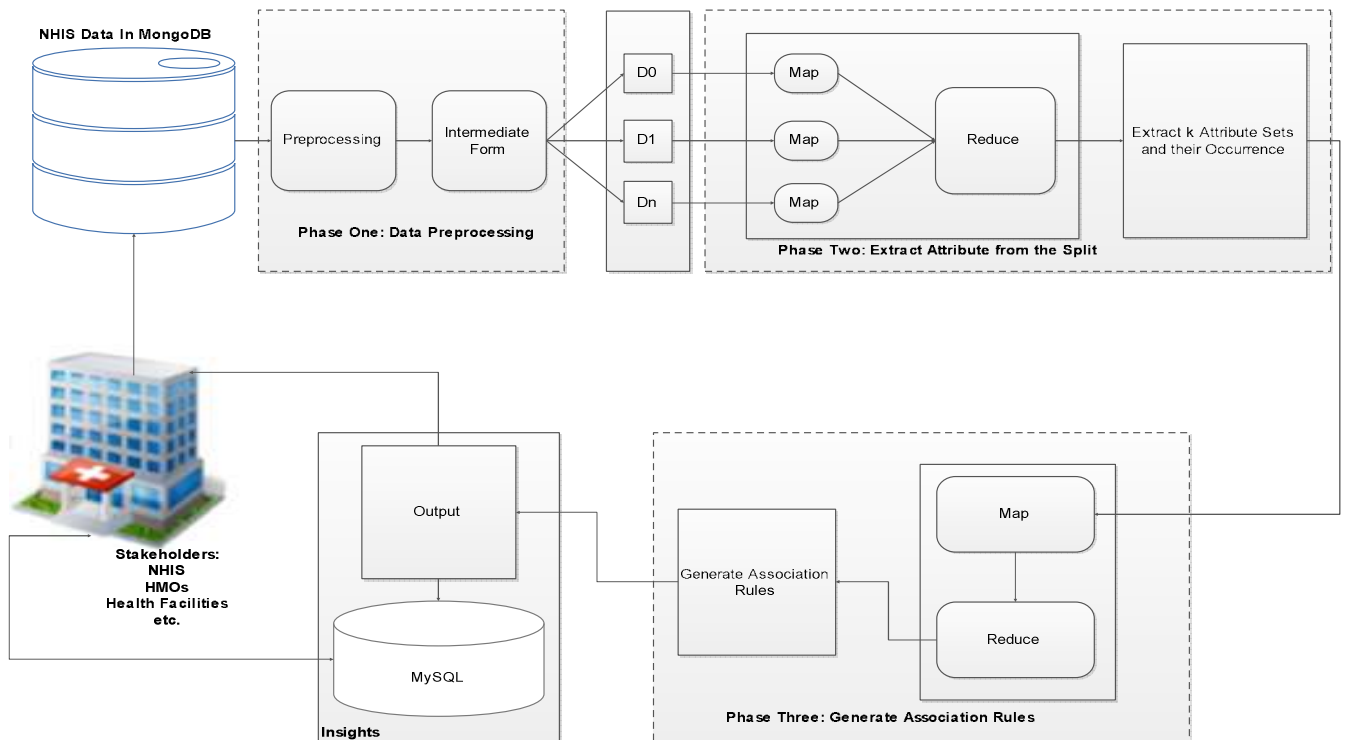 NHIS Data In MongoDB
Preprocessing
Intermediate
Form
Phase One: Data Preprocessing
D0
D1
Dn
Map
Map
Map
Reduce
Phase Two: Extract Attribute from the Split
Extract k Attribute Sets
and their Occurrence
Stakeholders:
NHIS
HMOs
Health Facilities
etc.
Output
MySQL
Insights
Generate Association
Rules
Map
Reduce
Phase Three: Generate Association Rules